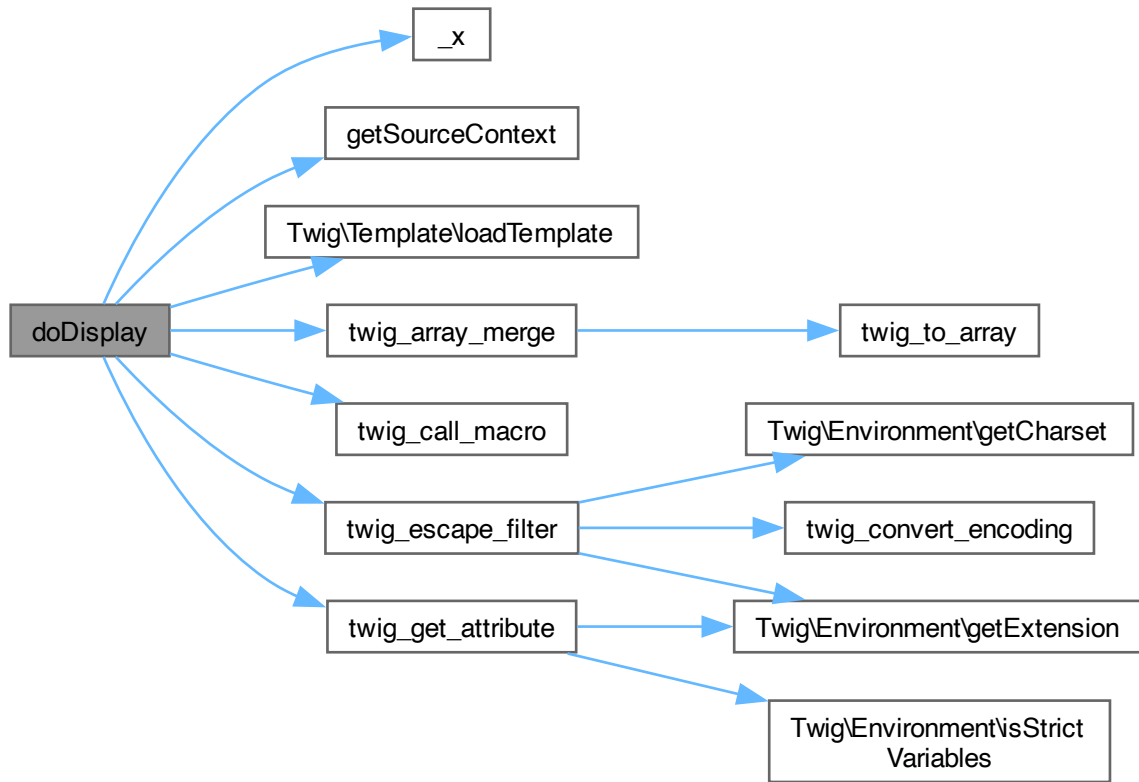 _x
getSourceContext
Twig\Template\loadTemplate
doDisplay
twig_array_merge
twig_to_array
twig_call_macro
Twig\Environment\getCharset
twig_escape_filter
twig_convert_encoding
twig_get_attribute
Twig\Environment\getExtension
Twig\Environment\isStrict
Variables